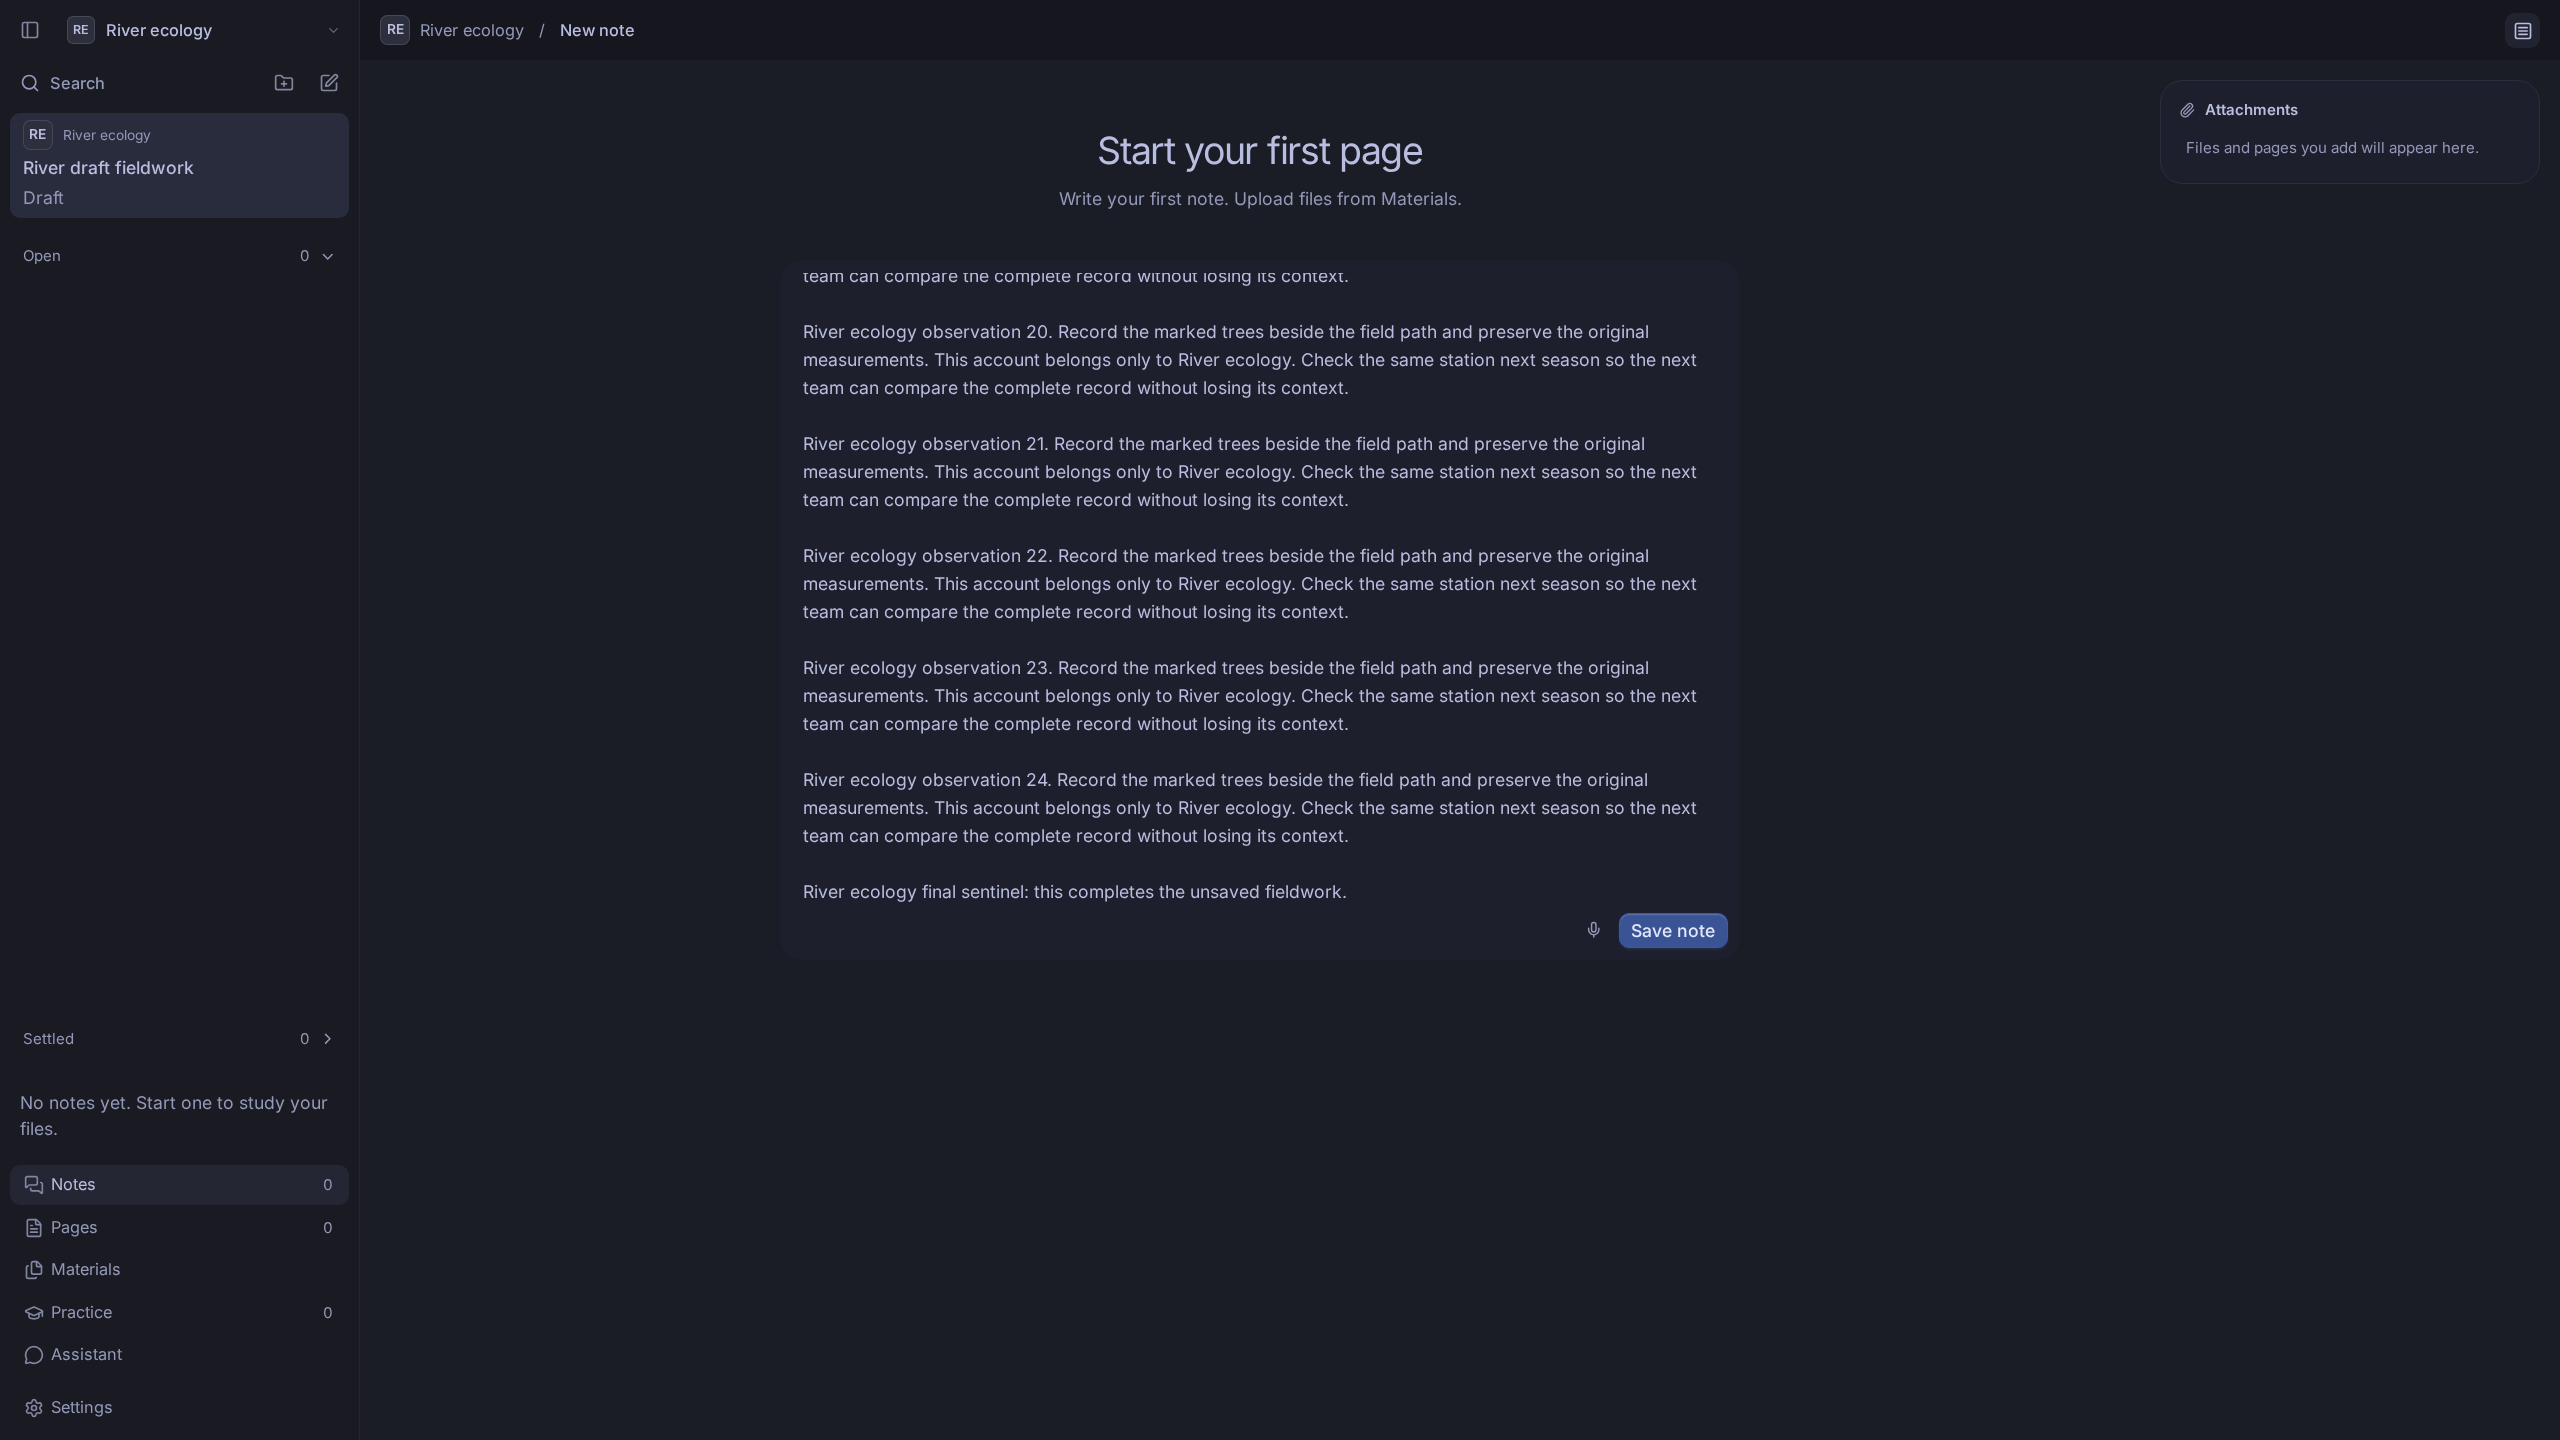 RE River ecology
Search
RE River ecology
River draft fieldwork
Draft
Open 0
Settled 0
No notes yet. Start one to study your
files.
Notes 0
Pages 0
Materials
Practice 0
Assistant
Settings
RE River ecology / New note
Start your first page
Write your first note. Upload files from Materials.
team can compare the complete record without losing its context.
River ecology observation 20. Record the marked trees beside the field path and preserve the original
measurements. This account belongs only to River ecology. Check the same station next season so the next
team can compare the complete record without losing its context.
River ecology observation 21. Record the marked trees beside the field path and preserve the original
measurements. This account belongs only to River ecology. Check the same station next season so the next
team can compare the complete record without losing its context.
River ecology observation 22. Record the marked trees beside the field path and preserve the original
measurements. This account belongs only to River ecology. Check the same station next season so the next
team can compare the complete record without losing its context.
River ecology observation 23. Record the marked trees beside the field path and preserve the original
measurements. This account belongs only to River ecology. Check the same station next season so the next
team can compare the complete record without losing its context.
River ecology observation 24. Record the marked trees beside the field path and preserve the original
measurements. This account belongs only to River ecology. Check the same station next season so the next
team can compare the complete record without losing its context.
River ecology final sentinel: this completes the unsaved fieldwork.
Save note
Attachments
Files and pages you add will appear here.